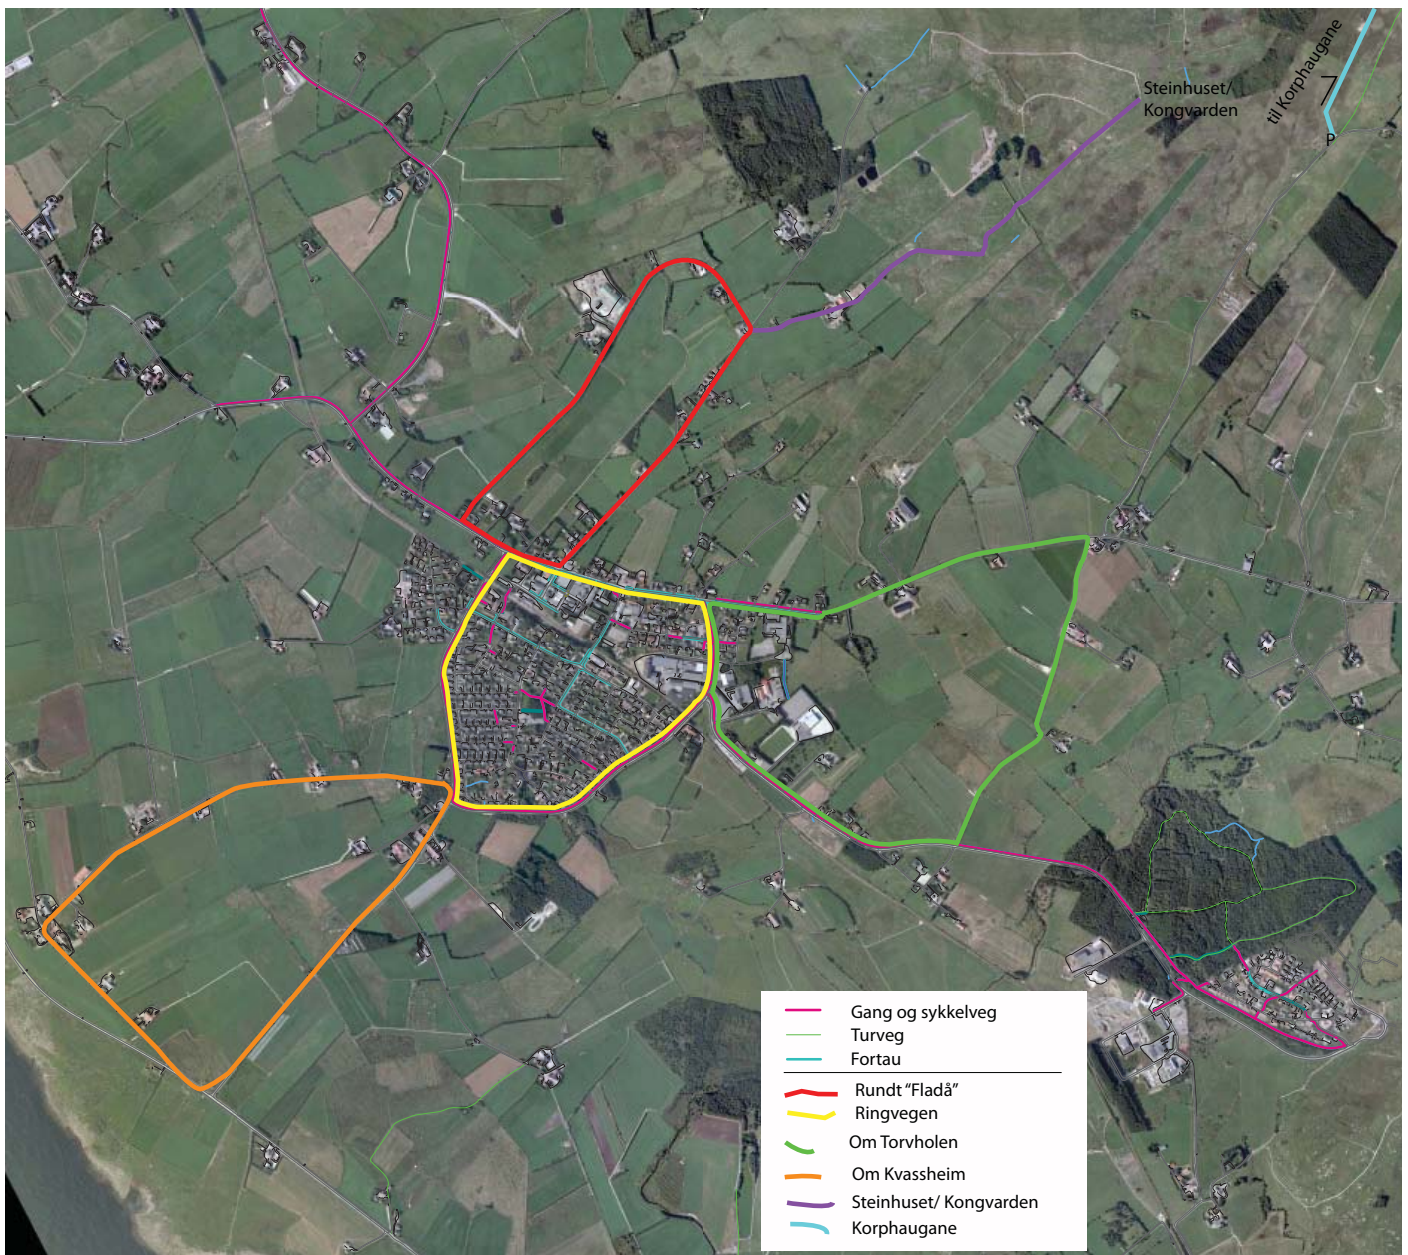 til Korphaugane
P
Steinhuset/
Kongvarden
Gang og sykkelveg
Turveg
Fortau
Rundt “Fladå”
Ringvegen
Om Torvholen
Om Kvassheim
Steinhuset/ Kongvarden
Korphaugane